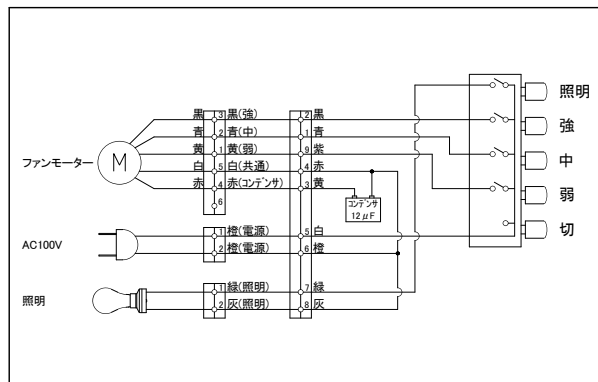 黒 3 黒(強) 2 黒
青 2 青(中) 1 青
黄 1 黄(弱) 9 紫
白 5 白(共通) 4 赤
赤 4 赤(コンデンサ) 3 黄
6
ファンモーター M
コンデンサ
12μF
AC100V
1 橙(電源) 5 白
2 橙(電源) 6 橙
照明
1 緑(照明) 7 緑
2 灰(照明) 8 灰
照明
強
中
弱
切